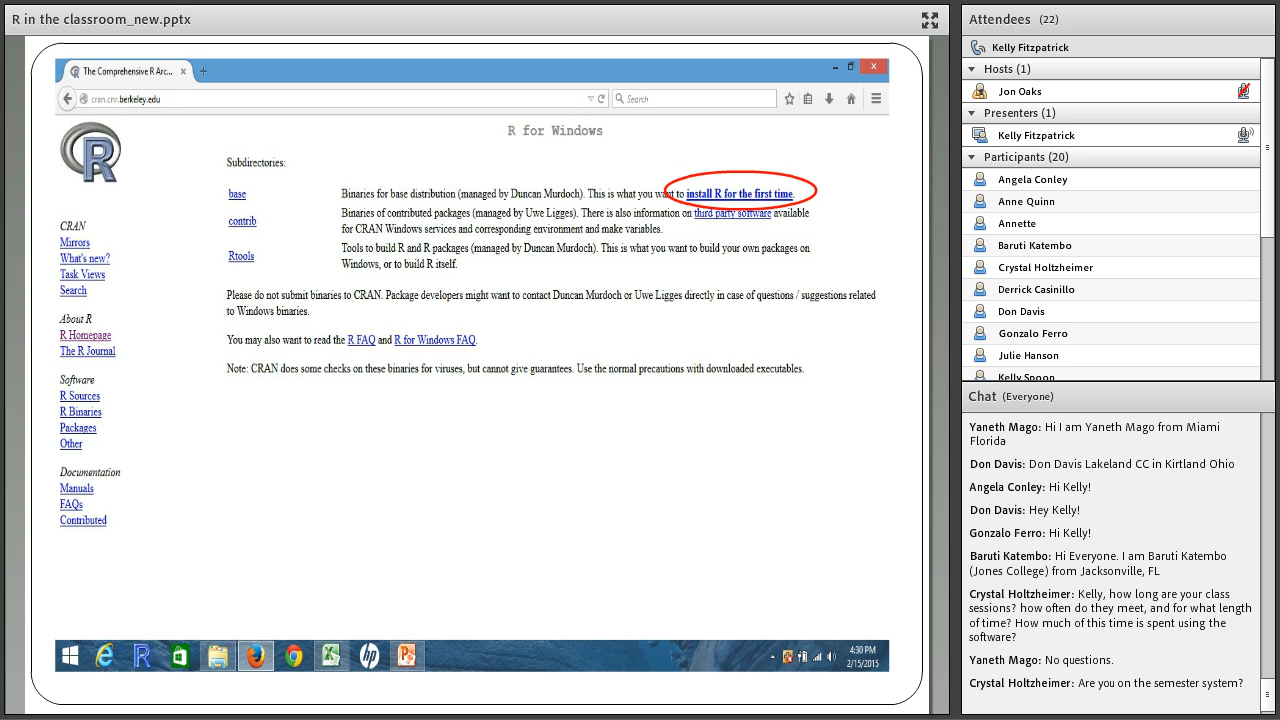 R in the classroom_new.pptx
The Comprehensive R Arc...
cran.cnr.berkeley.edu
Search
R for Windows
R
Subdirectories:
base
Binaries for base distribution (managed by Duncan Murdoch). This is what you want to install R for the first time.
contrib
Binaries of contributed packages (managed by Uwe Ligges). There is also information on third party software available
for CRAN Windows services and corresponding environment and make variables.
Rtools
Tools to build R and R packages (managed by Duncan Murdoch). This is what you want to build your own packages on
Windows, or to build R itself.
Please do not submit binaries to CRAN. Package developers might want to contact Duncan Murdoch or Uwe Ligges directly in case of questions / suggestions related
to Windows binaries.
You may also want to read the R FAQ and R for Windows FAQ.
Note: CRAN does some checks on these binaries for viruses, but cannot give guarantees. Use the normal precautions with downloaded executables.
CRAN
Mirrors
What's new?
Task Views
Search
About R
R Homepage
The R Journal
Software
R Sources
R Binaries
Packages
Other
Documentation
Manuals
FAQs
Contributed
4:30 PM
2/15/2015
Attendees (22)
Kelly Fitzpatrick
Hosts (1)
Jon Oaks
Presenters (1)
Kelly Fitzpatrick
Participants (20)
Angela Conley
Anne Quinn
Annette
Baruti Katembo
Crystal Holtzheimer
Derrick Casinillo
Don Davis
Gonzalo Ferro
Julie Hanson
Kelly Spoon
Chat (Everyone)
Yaneth Mago: Hi I am Yaneth Mago from Miami
Florida
Don Davis: Don Davis Lakeland CC in Kirtland Ohio
Angela Conley: Hi Kelly!
Don Davis: Hey Kelly!
Gonzalo Ferro: Hi Kelly!
Baruti Katembo: Hi Everyone. I am Baruti Katembo
(Jones College) from Jacksonville, FL
Crystal Holtzheimer: Kelly, how long are your class
sessions? how often do they meet, and for what length
of time? How much of this time is spent using the
software?
Yaneth Mago: No questions.
Crystal Holtzheimer: Are you on the semester system?